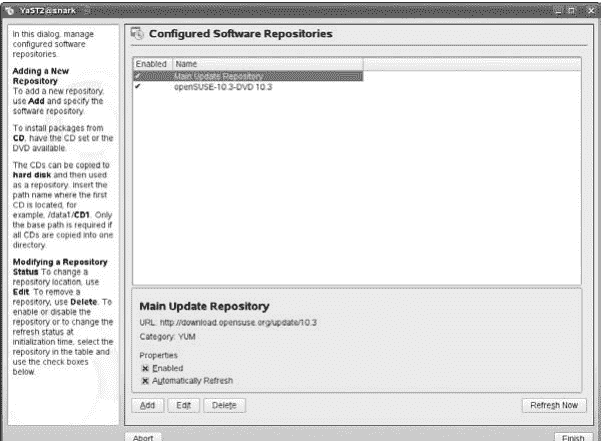 YaST2@snark
In this dialog, manage
configured software
repositories.
Adding a New
Repository
To add a new repository,
use Add and specify the
software repository.
To install packages from
CD, have the CD set or the
DVD available.
The CDs can be copied to
hard disk and then used
as a repository. Insert the
path name where the first
CD is located, for
example, /data1/CD1. Only
the base path is required if
all CDs are copied into one
directory.
Modifying a Repository
Status To change a
repository location, use
Edit. To remove a
repository, use Delete. To
enable or disable the
repository or to change the
refresh status at
initialization time, select the
repository in the table and
use the check boxes
below.
Configured Software Repositories
Enabled Name
Main Update Repository
openSUSE-10.3-DVD 10.3
Main Update Repository
URL: http://download.opensuse.org/update/10.3
Category: YUM
Properties
Enabled
Automatically Refresh
Add Edit Delete Refresh Now
Abort Finish